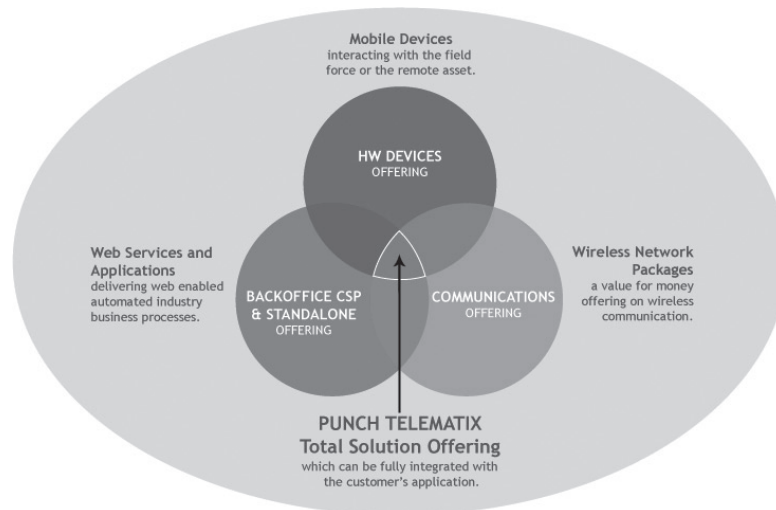 Mobile Devices
interacting with the field
force or the remote asset.
HW DEVICES
OFFERING
Web Services and
Applications
delivering web enabled
automated industry
business processes.
BACKOFFICE CSP
& STANDALONE
OFFERING
COMMUNICATIONS
OFFERING
Wireless Network
Packages
a value for money
offering on wireless
communication.
PUNCH TELEMATIX
Total Solution Offering
which can be fully integrated with
the customer's application.